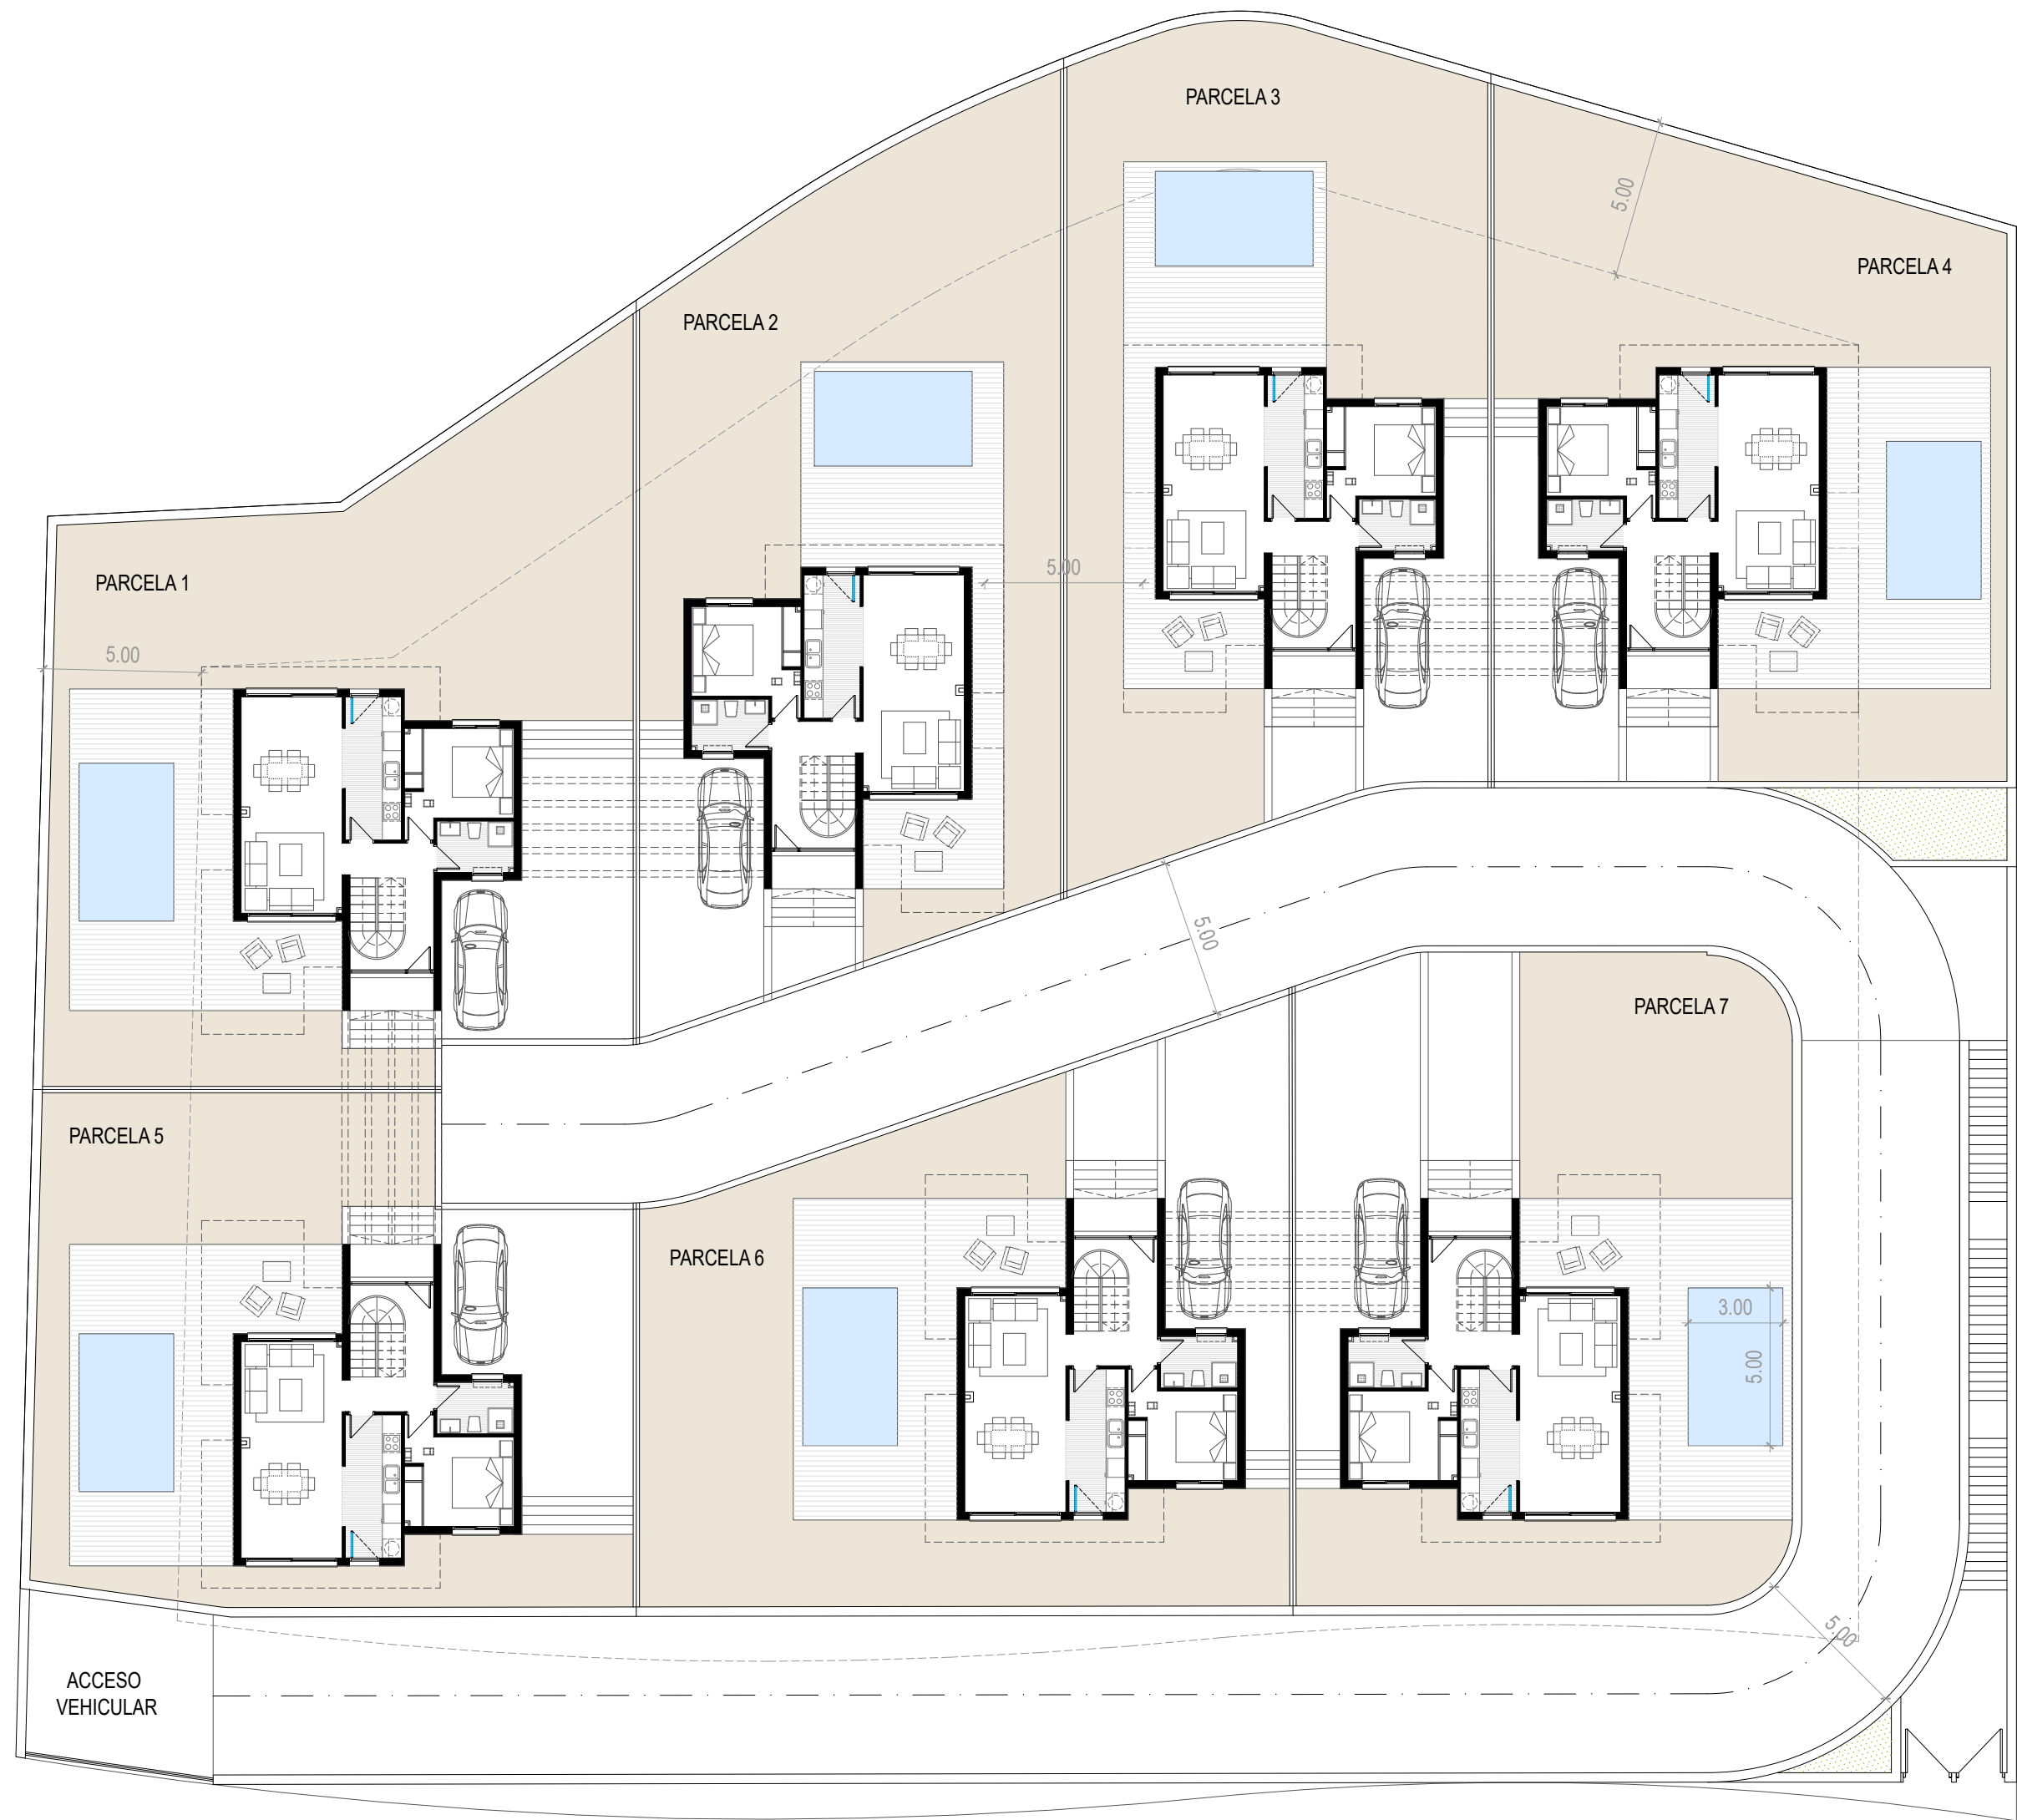 PARCELA 3
5.00
PARCELA 4
PARCELA 2
5.00
PARCELA 1
5.00
5.00
PARCELA 7
PARCELA 5
PARCELA 6
3.00
5.00
5.00
ACCESO
VEHICULAR